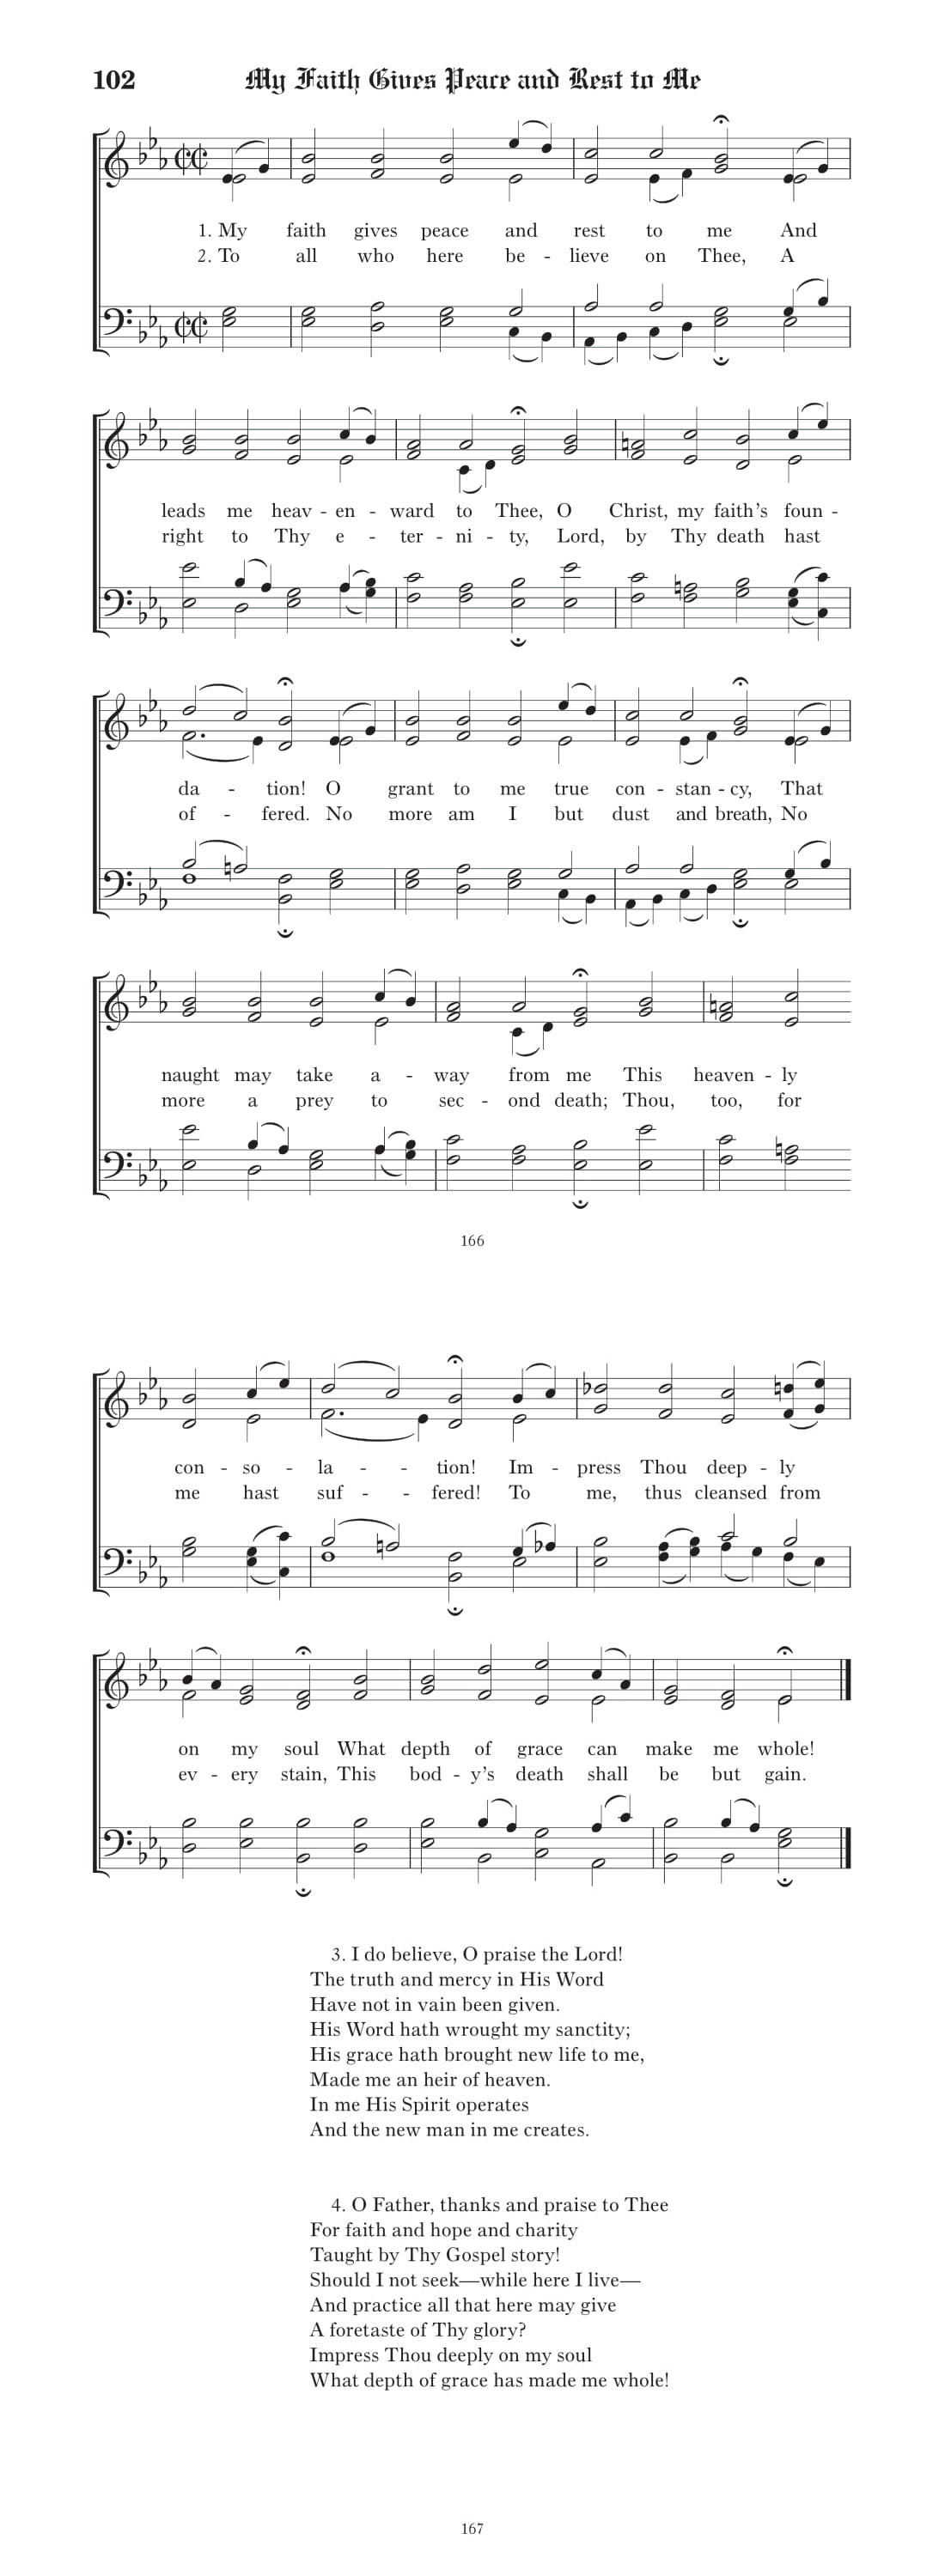 102 My Faith Gives Peace and Rest to Me
1. My faith gives peace and rest to me And
2. To all who here be - lieve on Thee, A
leads me heav - en - ward to Thee, O Christ, my faith's foun -
right to Thy e - ter - ni - ty, Lord, by Thy death hast
da - tion! O grant to me true con - stan - cy, That
of - fered. No more am I but dust and breath, No
naught may take a - way from me This heaven - ly
more a prey to sec - ond death; Thou, too, for
166
con - so - la - - tion! Im - press Thou deep - ly
me hast suf - - fered! To me, thus cleansed from
on my soul What depth of grace can make me whole!
ev - ery stain, This bod - y's death shall be but gain.
3. I do believe, O praise the Lord!
The truth and mercy in His Word
Have not in vain been given.
His Word hath wrought my sanctity;
His grace hath brought new life to me,
Made me an heir of heaven.
In me His Spirit operates
And the new man in me creates.
4. O Father, thanks and praise to Thee
For faith and hope and charity
Taught by Thy Gospel story!
Should I not seek—while here I live—
And practice all that here may give
A foretaste of Thy glory?
Impress Thou deeply on my soul
What depth of grace has made me whole!
167